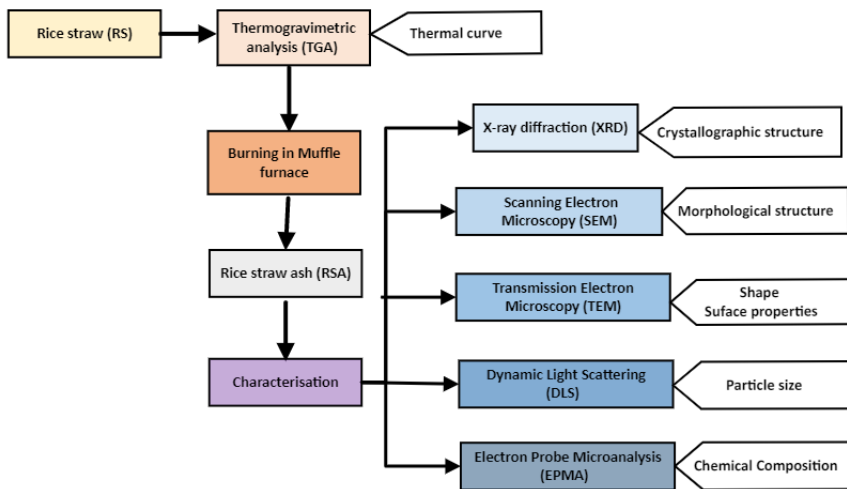 Rice straw (RS)
Thermogravimetric
analysis (TGA)
Thermal curve
Burning in Muffle
furnace
Rice straw ash (RSA)
Characterisation
X-ray diffraction (XRD)
Crystallographic structure
Scanning Electron
Microscopy (SEM)
Morphological structure
Transmission Electron
Microscopy (TEM)
Shape
Suface properties
Dynamic Light Scattering
(DLS)
Particle size
Electron Probe Microanalysis
(EPMA)
Chemical Composition